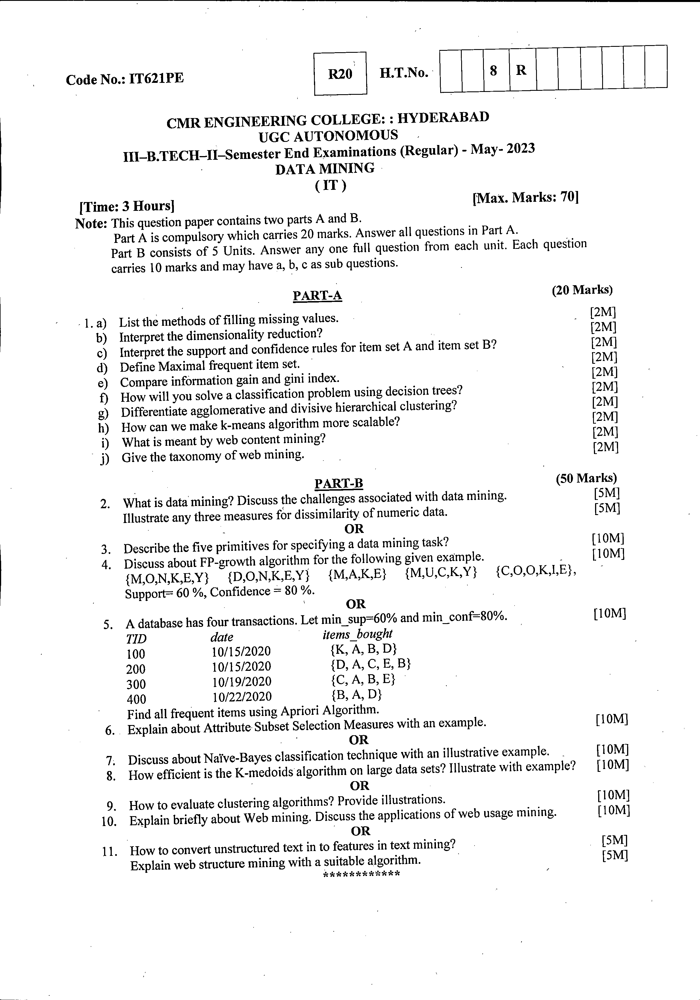 Code No.: IT621PE R20 H.T.No. 8 R
CMR ENGINEERING COLLEGE: : HYDERABAD
UGC AUTONOMOUS
III–B.TECH–II–Semester End Examinations (Regular) - May- 2023
DATA MINING
( IT )
[Time: 3 Hours] [Max. Marks: 70]
Note: This question paper contains two parts A and B.
Part A is compulsory which carries 20 marks. Answer all questions in Part A.
Part B consists of 5 Units. Answer any one full question from each unit. Each question
carries 10 marks and may have a, b, c as sub questions.
PART-A (20 Marks)
1. a) List the methods of filling missing values. [2M]
b) Interpret the dimensionality reduction? [2M]
c) Interpret the support and confidence rules for item set A and item set B? [2M]
d) Define Maximal frequent item set. [2M]
e) Compare information gain and gini index. [2M]
f) How will you solve a classification problem using decision trees? [2M]
g) Differentiate agglomerative and divisive hierarchical clustering? [2M]
h) How can we make k-means algorithm more scalable? [2M]
i) What is meant by web content mining? [2M]
j) Give the taxonomy of web mining. [2M]
PART-B (50 Marks)
2. What is data mining? Discuss the challenges associated with data mining. [5M]
Illustrate any three measures for dissimilarity of numeric data. [5M]
OR
3. Describe the five primitives for specifying a data mining task? [10M]
4. Discuss about FP-growth algorithm for the following given example. [10M]
{M,O,N,K,E,Y} {D,O,N,K,E,Y} {M,A,K,E} {M,U,C,K,Y} {C,O,O,K,I,E},
Support= 60 %, Confidence = 80 %.
OR
5. A database has four transactions. Let min_sup=60% and min_conf=80%. [10M]
TID date items_bought
100 10/15/2020 {K, A, B, D}
200 10/15/2020 {D, A, C, E, B}
300 10/19/2020 {C, A, B, E}
400 10/22/2020 {B, A, D}
Find all frequent items using Apriori Algorithm.
6. Explain about Attribute Subset Selection Measures with an example. [10M]
OR
7. Discuss about Naïve-Bayes classification technique with an illustrative example. [10M]
8. How efficient is the K-medoids algorithm on large data sets? Illustrate with example? [10M]
OR
9. How to evaluate clustering algorithms? Provide illustrations. [10M]
10. Explain briefly about Web mining. Discuss the applications of web usage mining. [10M]
OR
11. How to convert unstructured text in to features in text mining? [5M]
Explain web structure mining with a suitable algorithm. [5M]
************